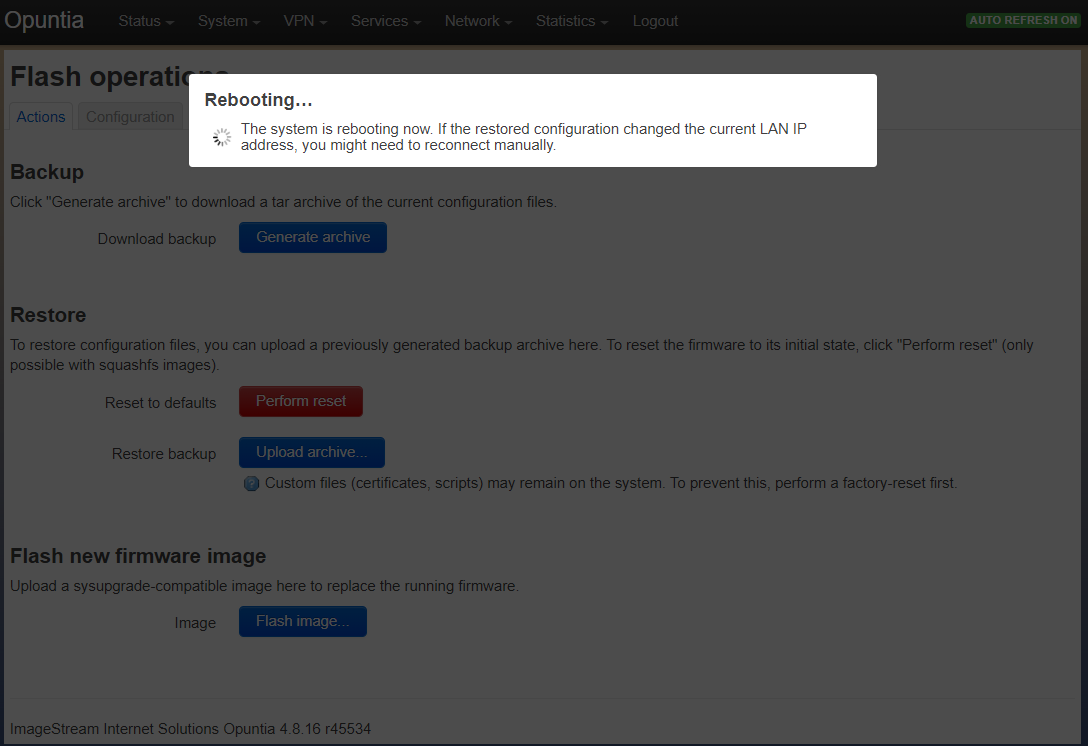 Opuntia Status System VPN Services Network Statistics Logout AUTO REFRESH ON
Flash operations
Rebooting…
The system is rebooting now. If the restored configuration changed the current LAN IP
address, you might need to reconnect manually.
Actions Configuration
Backup
Click "Generate archive" to download a tar archive of the current configuration files.
Download backup Generate archive
Restore
To restore configuration files, you can upload a previously generated backup archive here. To reset the firmware to its initial state, click "Perform reset" (only
possible with squashfs images).
Reset to defaults Perform reset
Restore backup Upload archive...
Custom files (certificates, scripts) may remain on the system. To prevent this, perform a factory-reset first.
Flash new firmware image
Upload a sysupgrade-compatible image here to replace the running firmware.
Image Flash image...
ImageStream Internet Solutions Opuntia 4.8.16 r45534